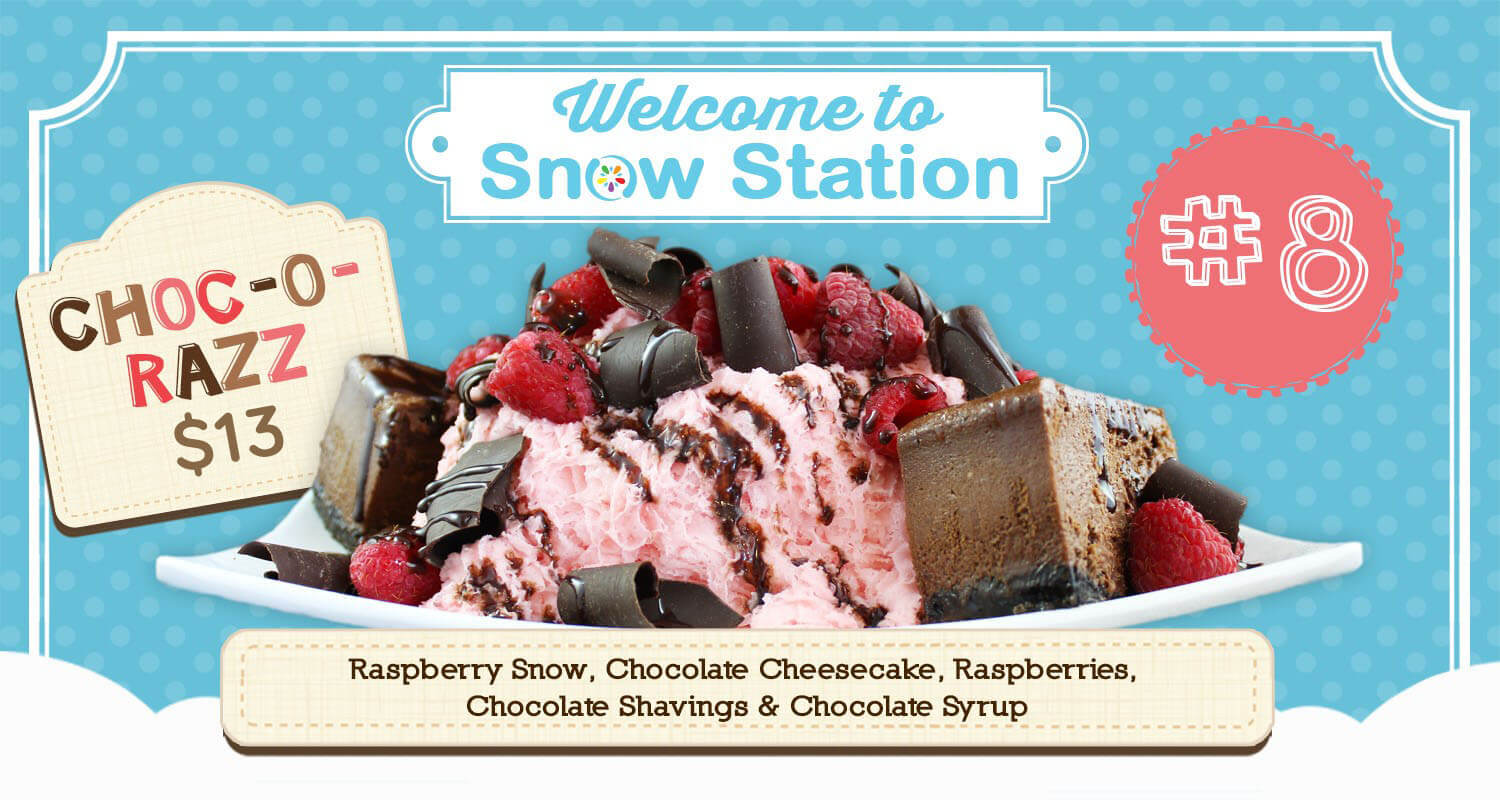 Welcome to
Snow Station
#8
CHOC-O-
RAZZ
$13
Raspberry Snow, Chocolate Cheesecake, Raspberries,
Chocolate Shavings & Chocolate Syrup